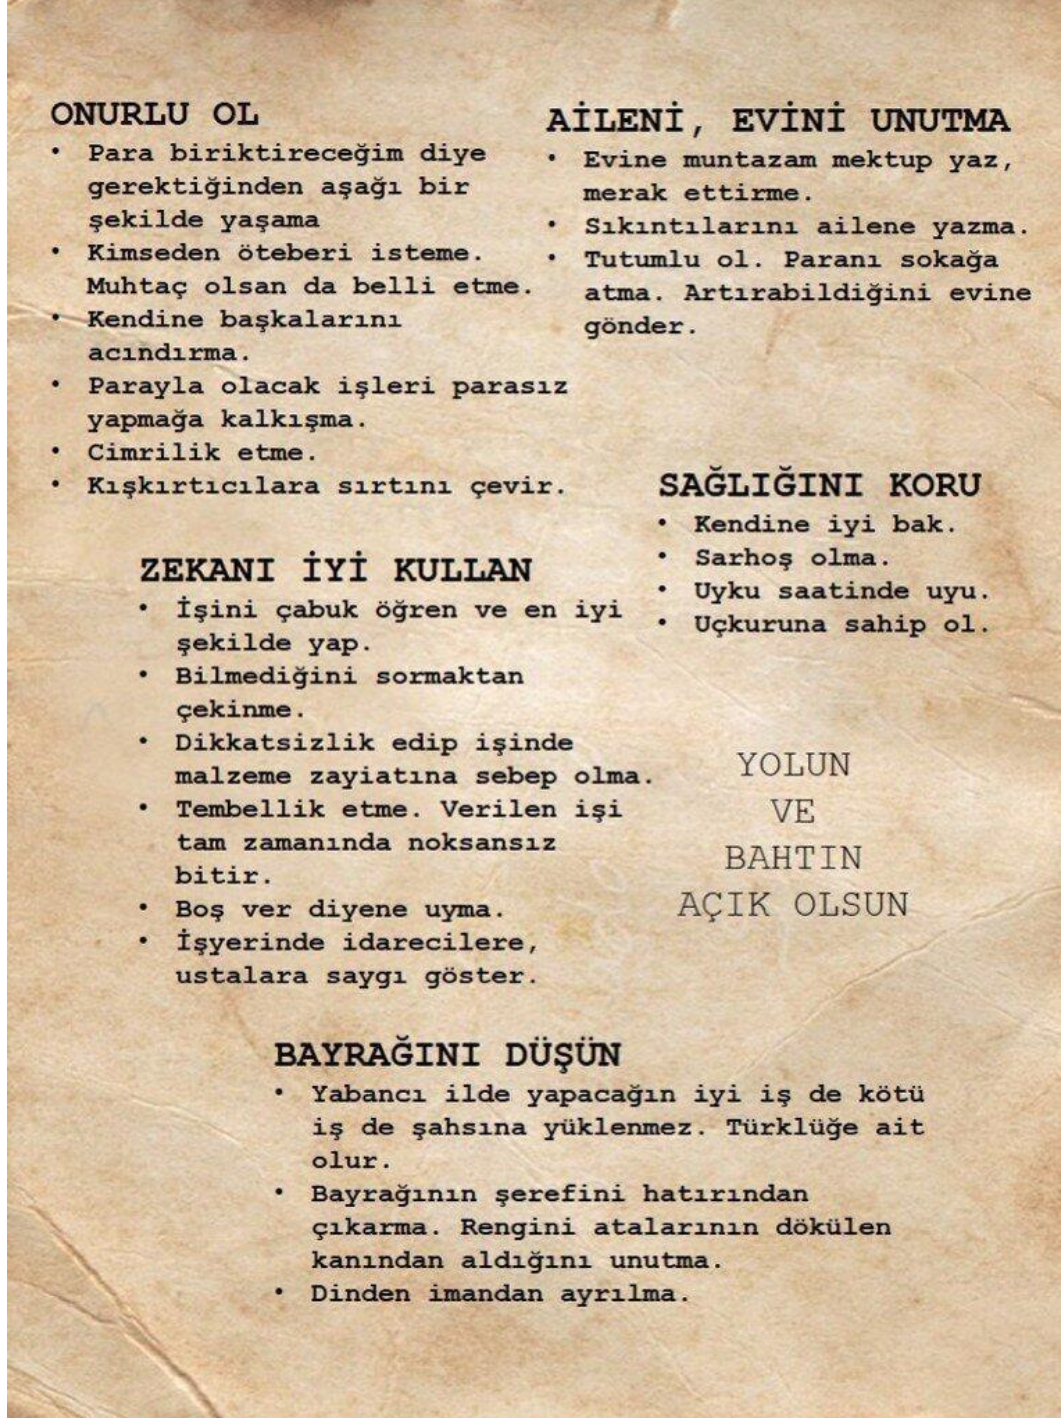 ONURLU OL
• Para biriktireceğim diye
gerektiğinden aşağı bir
şekilde yaşama
• Kimseden öteberi isteme.
Muhtaç olsan da belli etme.
• Kendine başkalarını
acındırma.
• Parayla olacak işleri parasız
yapmağa kalkışma.
• Cimrilik etme.
• Kışkırtıcılara sırtını çevir.
AİLENİ, EVİNİ UNUTMA
• Evine muntazam mektup yaz,
merak ettirme.
• Sıkıntılarını ailene yazma.
• Tutumlu ol. Paranı sokağa
atma. Artırabildiğini evine
gönder.
SAĞLIĞINI KORU
• Kendine iyi bak.
• Sarhoş olma.
• Uyku saatinde uyu.
• Uçkuruna sahip ol.
ZEKANI İYİ KULLAN
• İşini çabuk öğren ve en iyi
şekilde yap.
• Bilmediğini sormaktan
çekinme.
• Dikkatsizlik edip işinde
malzeme zayiatına sebep olma.
• Tembellik etme. Verilen işi
tam zamanında noksansız
bitir.
• Boş ver diyene uyma.
• İşyerinde idarecilere,
ustalara saygı göster.
YOLUN
VE
BAHTIN
AÇIK OLSUN
BAYRAĞINI DÜŞÜN
• Yabancı ilde yapacağın iyi iş de kötü
iş de şahsına yüklenmez. Türklüğe ait
olur.
• Bayrağının şerefini hatırından
çıkarma. Rengini atalarının dökülen
kanından aldığını unutma.
• Dinden imandan ayrılma.